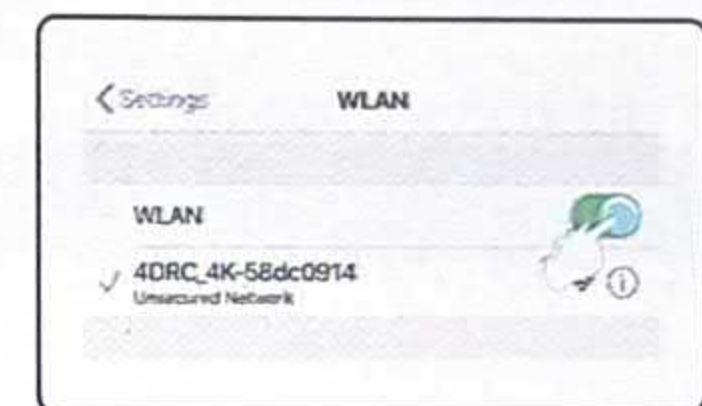 Settings
WLAN
WLAN
4DRC_4K-58dc0914
Unsecured Network